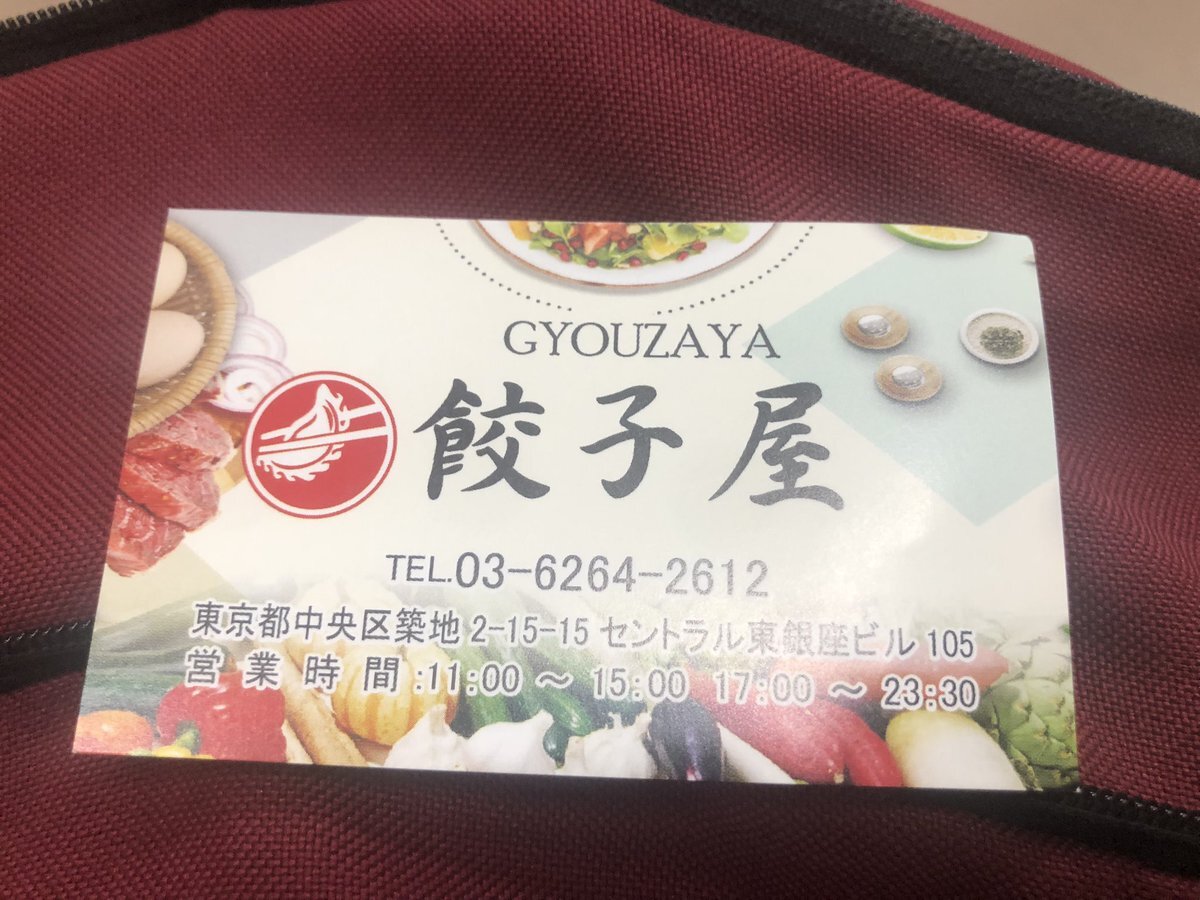 GYOUZAYA
餃子屋
TEL.03-6264-2612
東京都中央区築地 2-15-15 セントラル東銀座ビル 105
営業時間:11:00 ～ 15:00 17:00 ～ 23:30